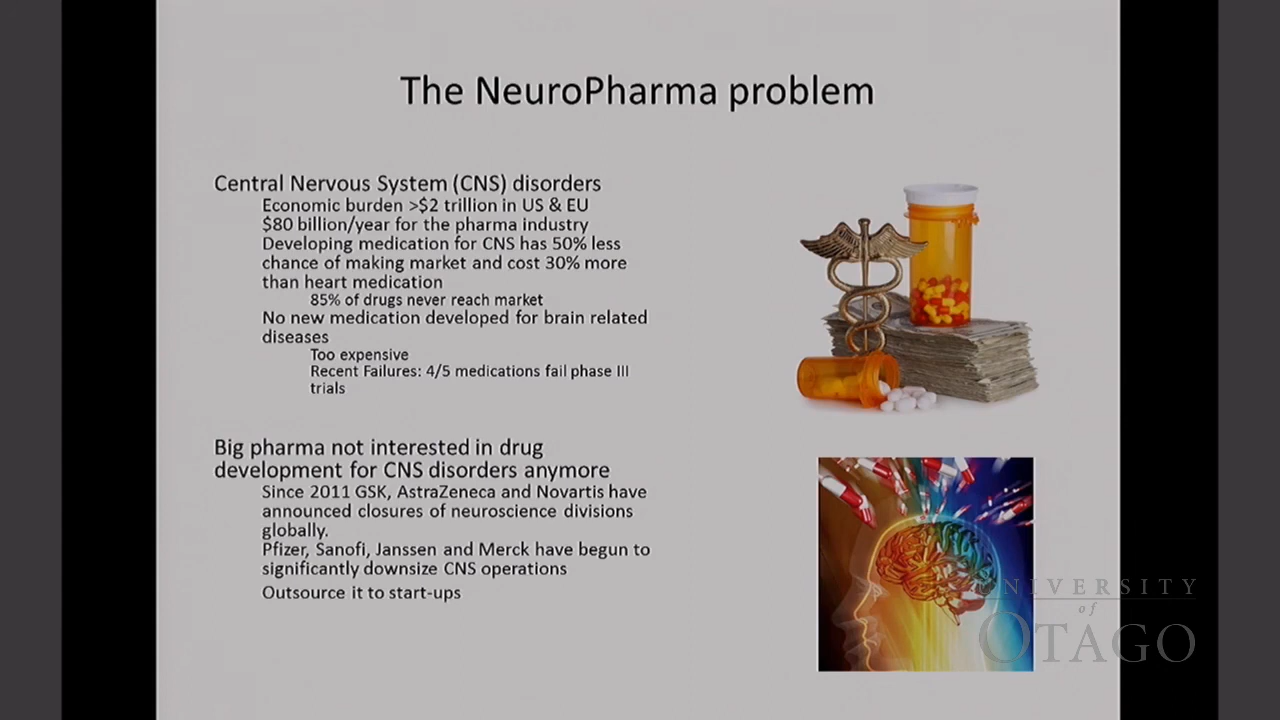 The NeuroPharma problem
Central Nervous System (CNS) disorders
Economic burden >$2 trillion in US & EU
$80 billion/year for the pharma industry
Developing medication for CNS has 50% less
chance of making market and cost 30% more
than heart medication
85% of drugs never reach market
No new medication developed for brain related
diseases
Too expensive
Recent Failures: 4/5 medications fail phase III
trials
Big pharma not interested in drug
development for CNS disorders anymore
Since 2011 GSK, AstraZeneca and Novartis have
announced closures of neuroscience divisions
globally.
Pfizer, Sanofi, Janssen and Merck have begun to
significantly downsize CNS operations
Outsource it to start-ups
UNIVERSITY
of
OTAGO